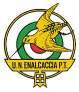 U.N. ENALCACCIA P.T.